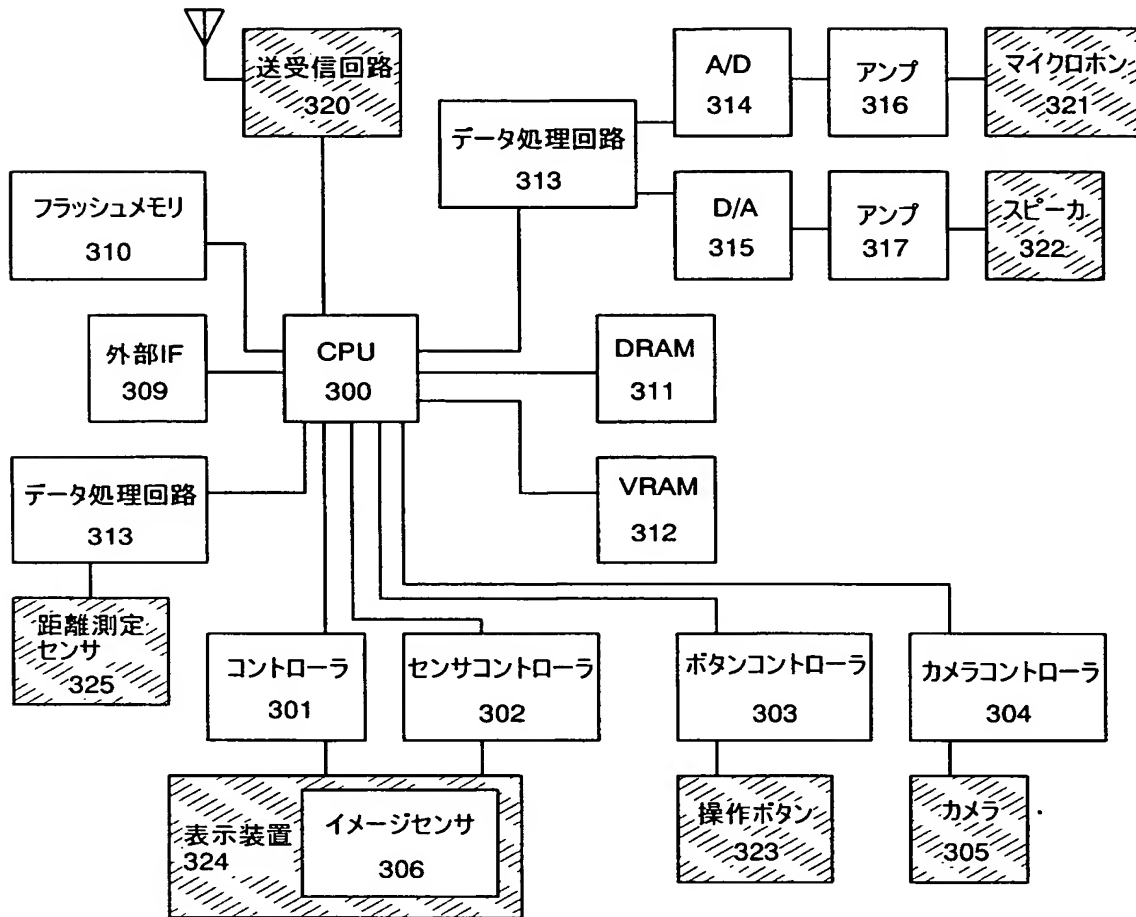 送受信回路
320
データ処理回路
313
A/D
314
アンプ
316
マイクロホン
321
D/A
315
アンプ
317
スピーカ
322
フラッシュメモリ
310
外部IF
309
CPU
300
DRAM
311
VRAM
312
データ処理回路
313
距離測定
センサ
325
コントローラ
301
センサコントローラ
302
ボタンコントローラ
303
カメラコントローラ
304
表示装置
324
イメージセンサ
306
操作ボタン
323
カメラ
305